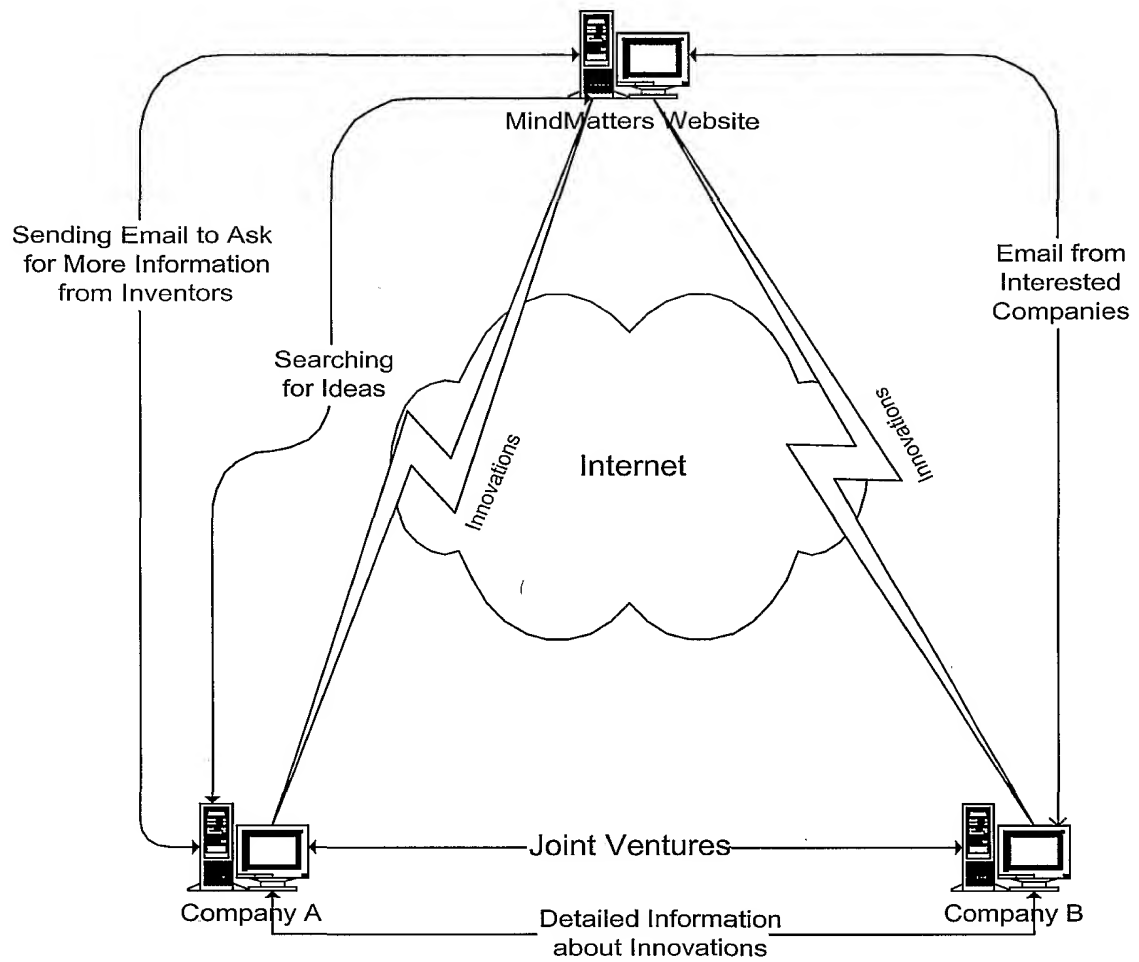 MindMatters Website
Sending Email to Ask
for More Information
from Inventors
Email from
Interested
Companies
Searching
for Ideas
Innovations
Internet
Innovations
Joint Ventures
Company A
Company B
Detailed Information
about Innovations